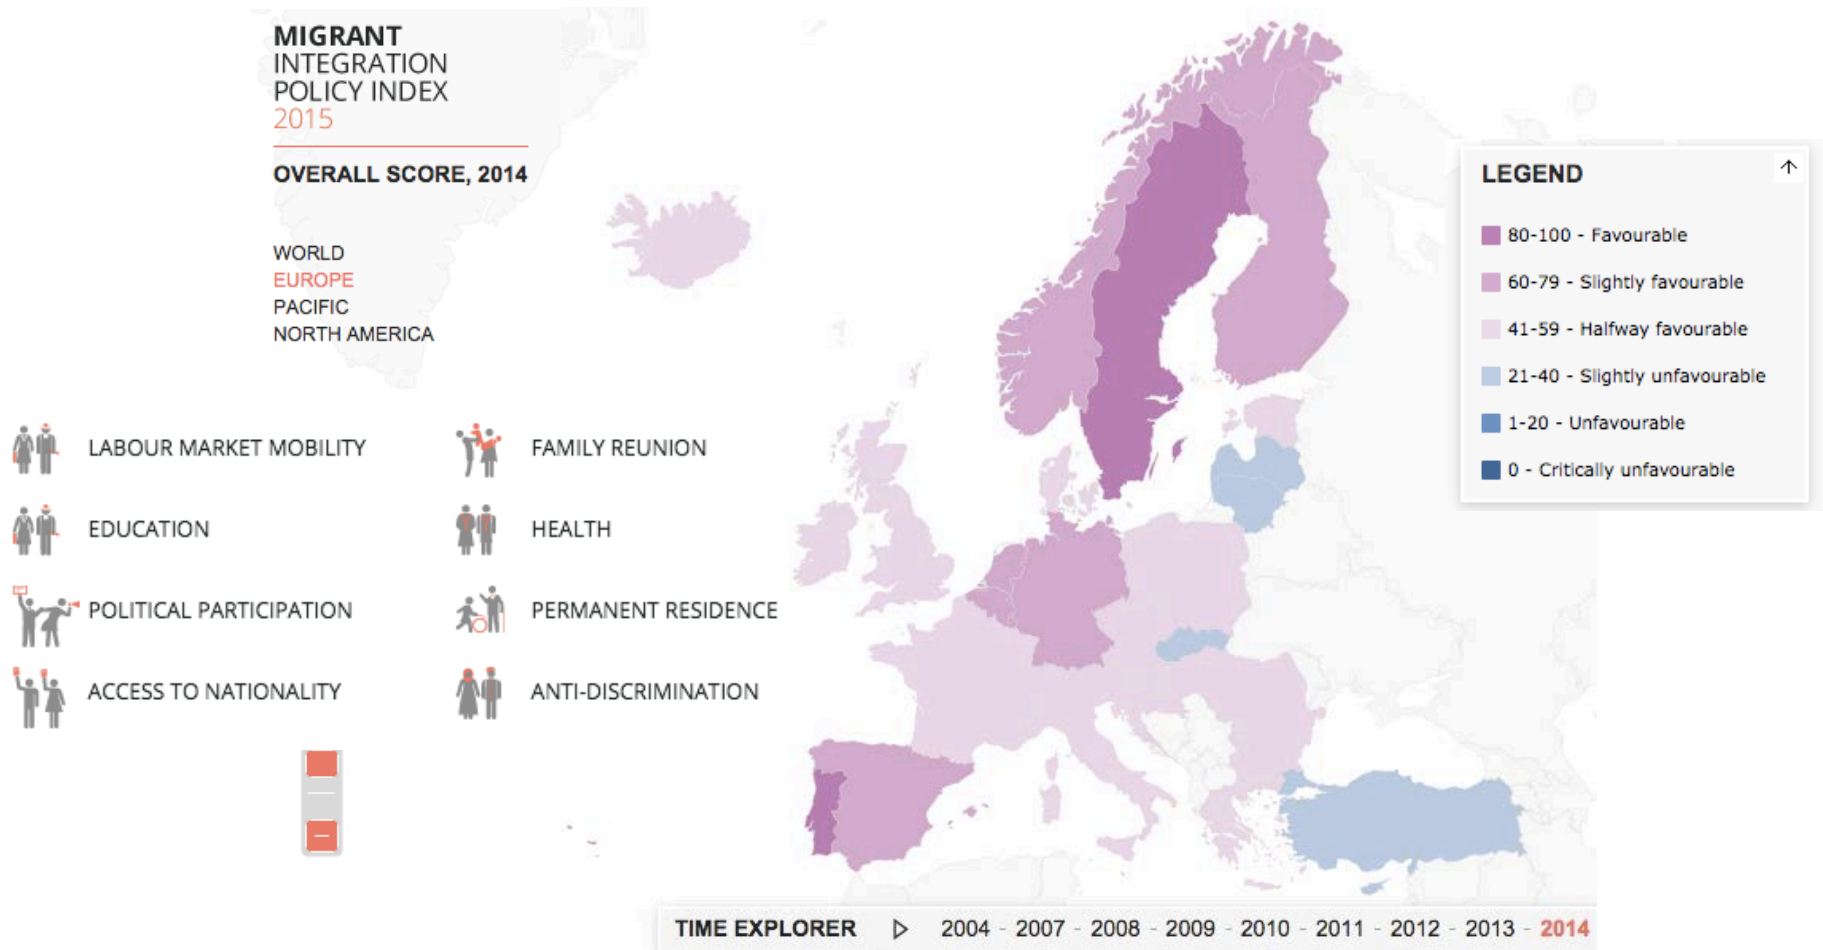 MIGRANT
INTEGRATION
POLICY INDEX
2015
OVERALL SCORE, 2014
WORLD
EUROPE
PACIFIC
NORTH AMERICA
LABOUR MARKET MOBILITY
FAMILY REUNION
EDUCATION
HEALTH
POLITICAL PARTICIPATION
PERMANENT RESIDENCE
ACCESS TO NATIONALITY
ANTI-DISCRIMINATION
LEGEND
80-100 - Favourable
60-79 - Slightly favourable
41-59 - Halfway favourable
21-40 - Slightly unfavourable
1-20 - Unfavourable
0 - Critically unfavourable
TIME EXPLORER 2004 - 2007 - 2008 - 2009 - 2010 - 2011 - 2012 - 2013 - 2014